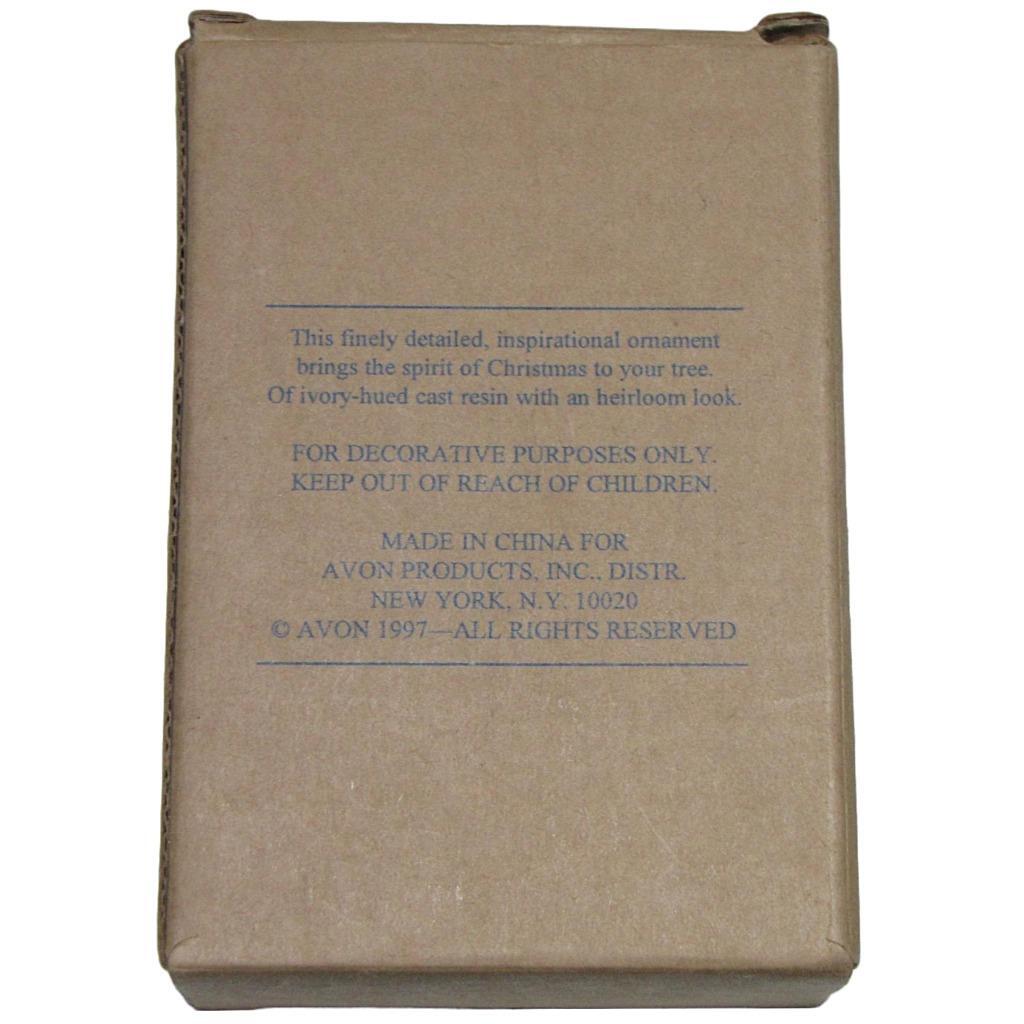 This finely detailed, inspirational ornament
brings the spirit of Christmas to your tree.
Of ivory-hued cast resin with an heirloom look.
FOR DECORATIVE PURPOSES ONLY.
KEEP OUT OF REACH OF CHILDREN.
MADE IN CHINA FOR
AVON PRODUCTS, INC., DISTR.
NEW YORK, N.Y. 10020
© AVON 1997—ALL RIGHTS RESERVED